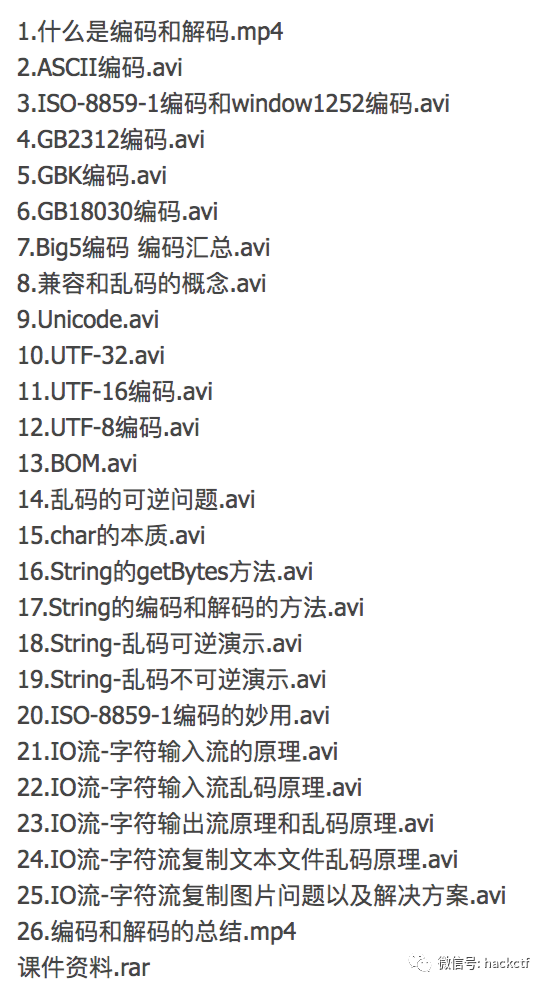 1.什么是编码和解码.mp4
2.ASCII编码.avi
3.ISO-8859-1编码和window1252编码.avi
4.GB2312编码.avi
5.GBK编码.avi
6.GB18030编码.avi
7.Big5编码 编码汇总.avi
8.兼容和乱码的概念.avi
9.Unicode.avi
10.UTF-32.avi
11.UTF-16编码.avi
12.UTF-8编码.avi
13.BOM.avi
14.乱码的可逆问题.avi
15.char的本质.avi
16.String的getBytes方法.avi
17.String的编码和解码的方法.avi
18.String-乱码可逆演示.avi
19.String-乱码不可逆演示.avi
20.ISO-8859-1编码的妙用.avi
21.IO流-字符输入流的原理.avi
22.IO流-字符输入流乱码原理.avi
23.IO流-字符输出流原理和乱码原理.avi
24.IO流-字符流复制文本文件乱码原理.avi
25.IO流-字符流复制图片问题以及解决方案.avi
26.编码和解码的总结.mp4
课件资料.rar
微信号: hackctf